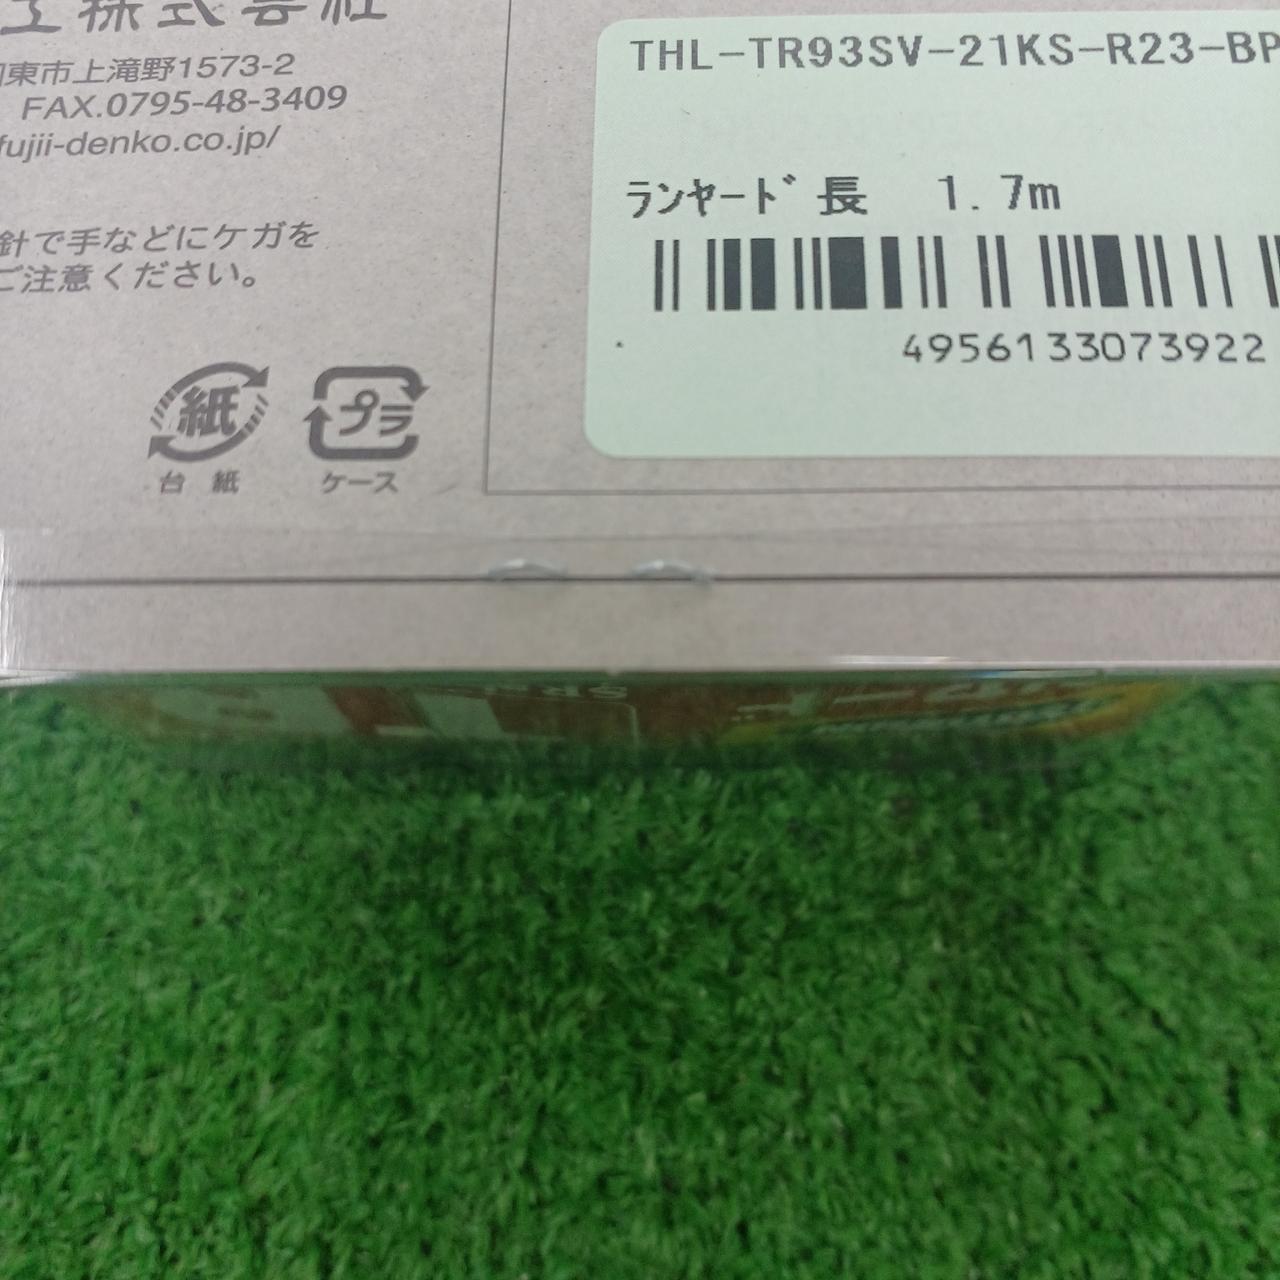 工株式会社
東市上滝野1573-2
FAX.0795-48-3409
fujii-denko.co.jp/
針で手などにケガを
ご注意ください。
紙
台紙
プラ
ケース
THL-TR93SV-21KS-R23-BP
ランヤード長 1.7m
4956133073922